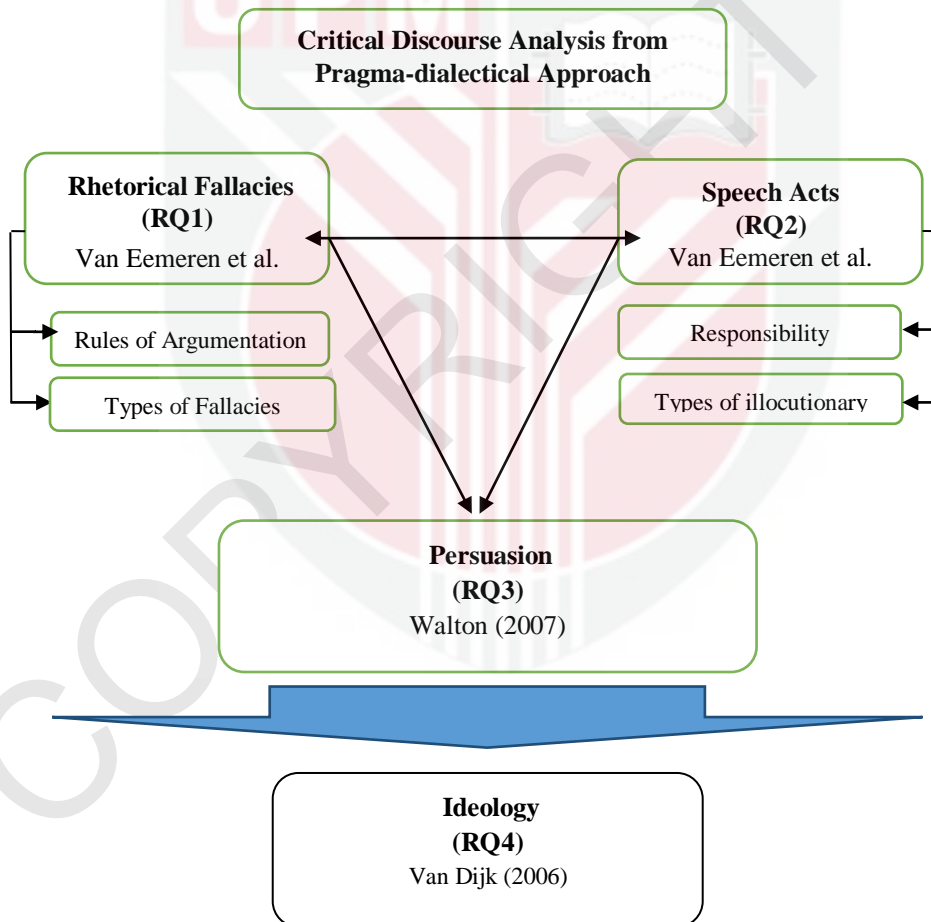 UPM
Critical Discourse Analysis from
Pragma-dialectical Approach
Rhetorical Fallacies
(RQ1)
Van Eemeren et al.
Speech Acts
(RQ2)
Van Eemeren et al.
Rules of Argumentation
Responsibility
Types of Fallacies
Types of illocutionary
Persuasion
(RQ3)
Walton (2007)
Ideology
(RQ4)
Van Dijk (2006)
COPYRIGHT